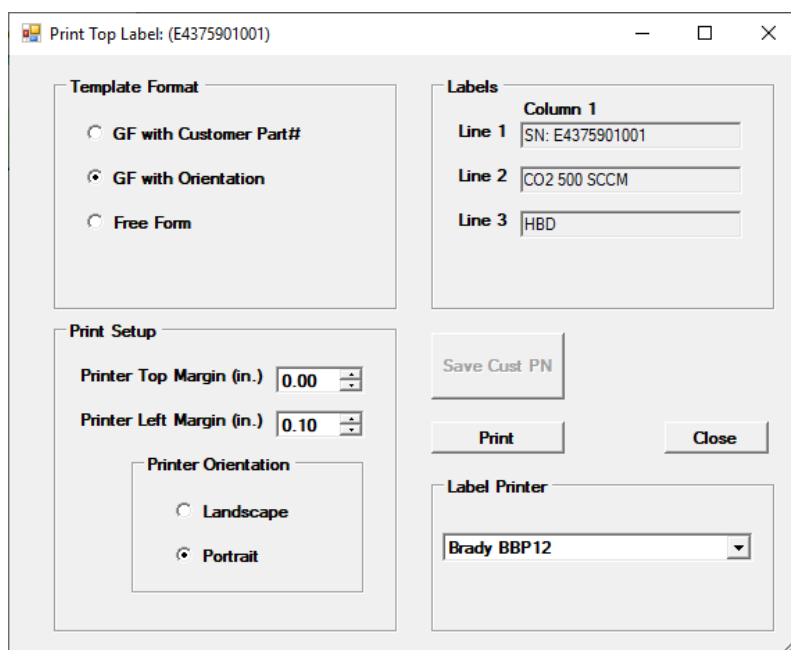 Print Top Label: (E4375901001)
Template Format
GF with Customer Part#
GF with Orientation
Free Form
Labels
Column 1
Line 1 SN: E4375901001
Line 2 CO2 500 SCCM
Line 3 HBD
Print Setup
Printer Top Margin (in.) 0.00
Printer Left Margin (in.) 0.10
Printer Orientation
Landscape
Portrait
Save Cust PN
Print Close
Label Printer
Brady BBP12